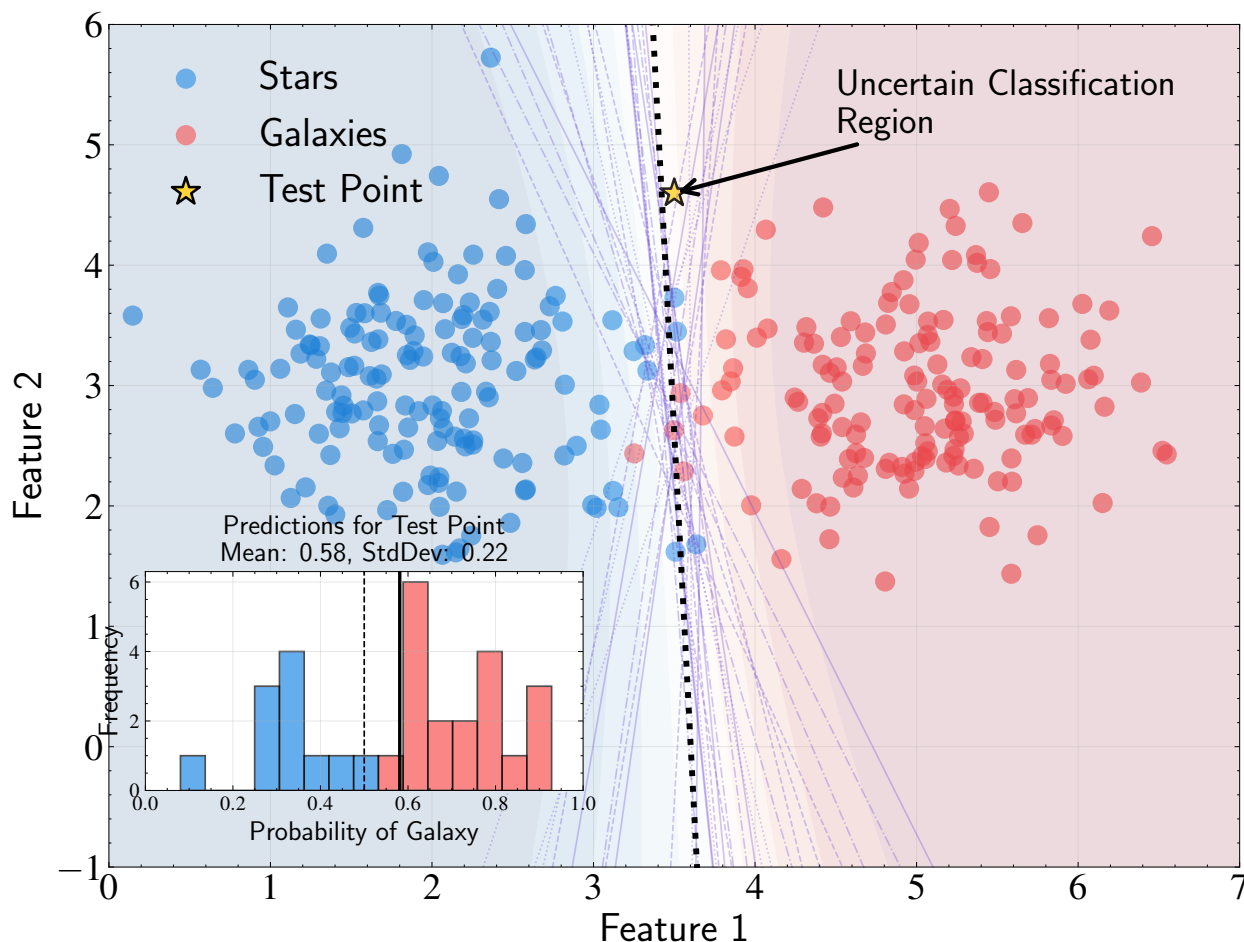 6
5
4
3
2
1
0
−1
Feature 2
Stars
Galaxies
Test Point
Uncertain Classification
Region
Predictions for Test Point
Mean: 0.58, StdDev: 0.22
6
4
2
0
Frequency
0.0 0.2 0.4 0.6 0.8 1.0
Probability of Galaxy
0 1 2 3 4 5 6 7
Feature 1